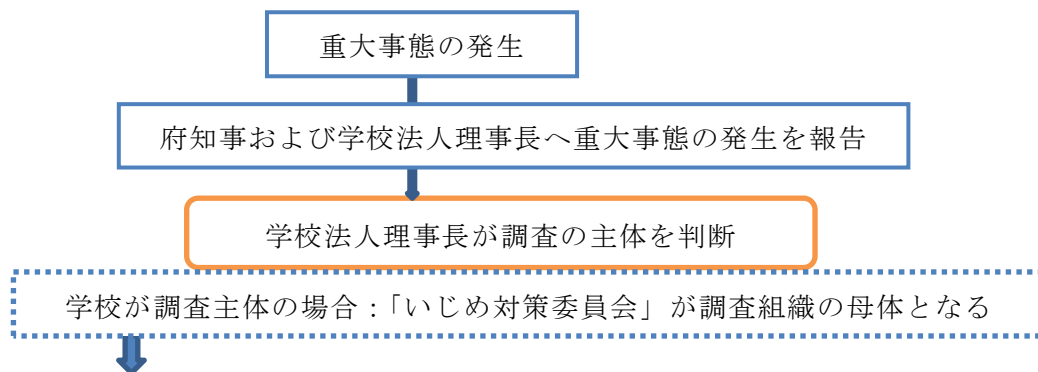 重大事態の発生
府知事および学校法人理事長へ重大事態の発生を報告
学校法人理事長が調査の主体を判断
学校が調査主体の場合：「いじめ対策委員会」が調査組織の母体となる